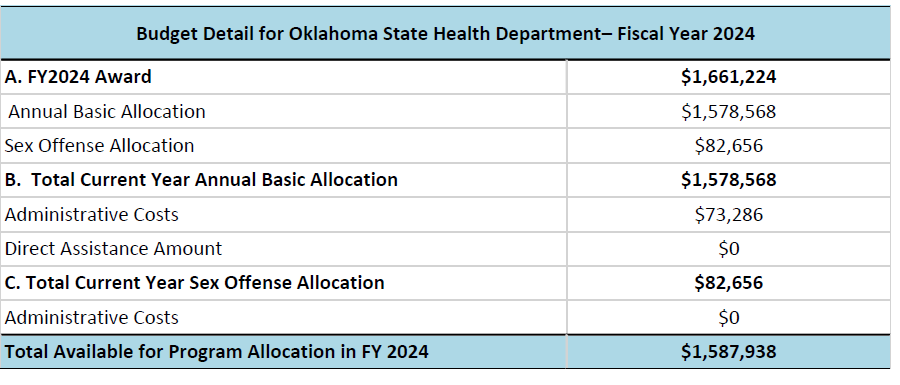 Budget Detail for Oklahoma State Health Department– Fiscal Year 2024
A. FY2024 Award $1,661,224
Annual Basic Allocation $1,578,568
Sex Offense Allocation $82,656
B. Total Current Year Annual Basic Allocation $1,578,568
Administrative Costs $73,286
Direct Assistance Amount $0
C. Total Current Year Sex Offense Allocation $82,656
Administrative Costs $0
Total Available for Program Allocation in FY 2024 $1,587,938